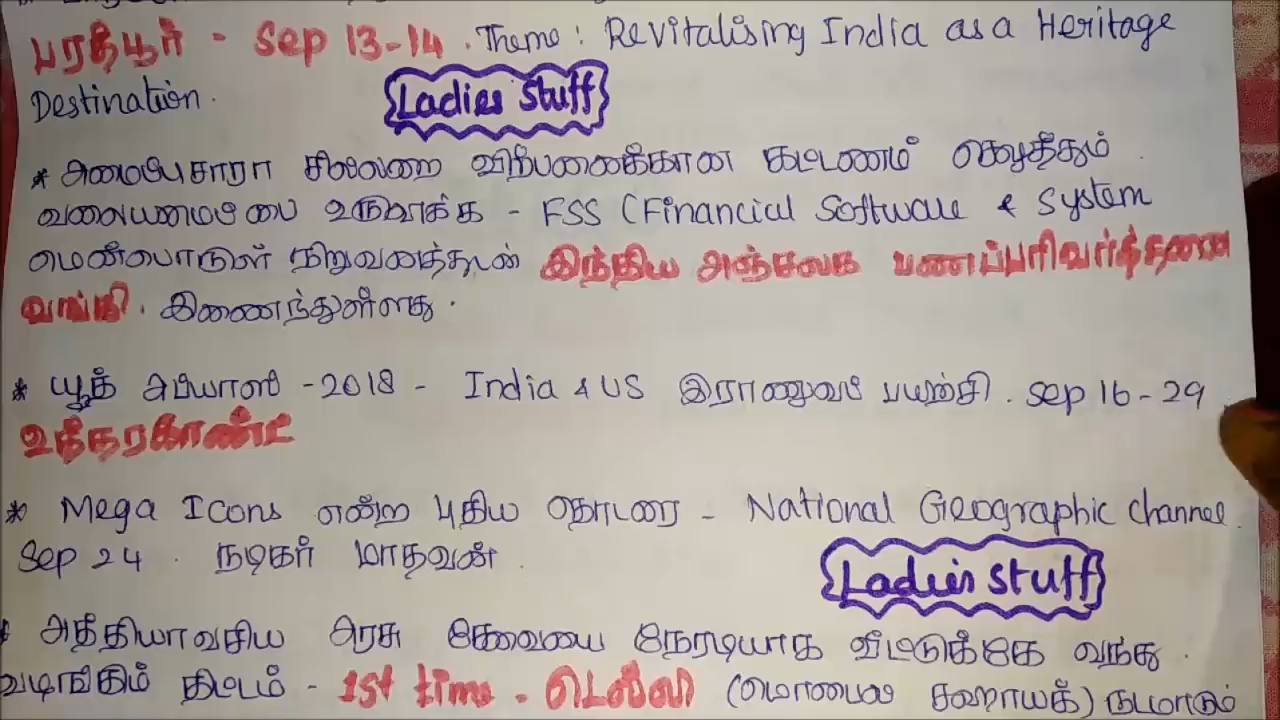 பரத்பூர் - Sep 13-14 . Theme : Revitalising India as a Heritage
Destination.
Ladies Stuff
* அமைபேசாரா சில்லறை விற்பனைக்கான கட்டணம் செலுத்தும்
வலையமைப்பை உருவாக்க - FSS (Financial Software & System
மென்பொருள் நிறுவனத்துடன் இந்திய அஞ்சலக பணப்பரிவர்த்தனை
வங்கி. இணைந்துள்ளது.
* யூத் அப்யாஸ் -2018 - India & US இராணுவப் பயிற்சி . Sep 16 - 29
உத்தரகாண்ட்
* Mega Icons என்ற புதிய தொடரை - National Geographic Channel.
Sep 24 . நடிகர் மாதவன் .
Ladies Stuff
* அத்தியாவசிய அரசு சேவையை நேரடியாக வீட்டுக்கே வந்து .
வழங்கும் திட்டம் - 1st time - டெல்லி (மொபைல் சஹாயக்) நடமாடும்